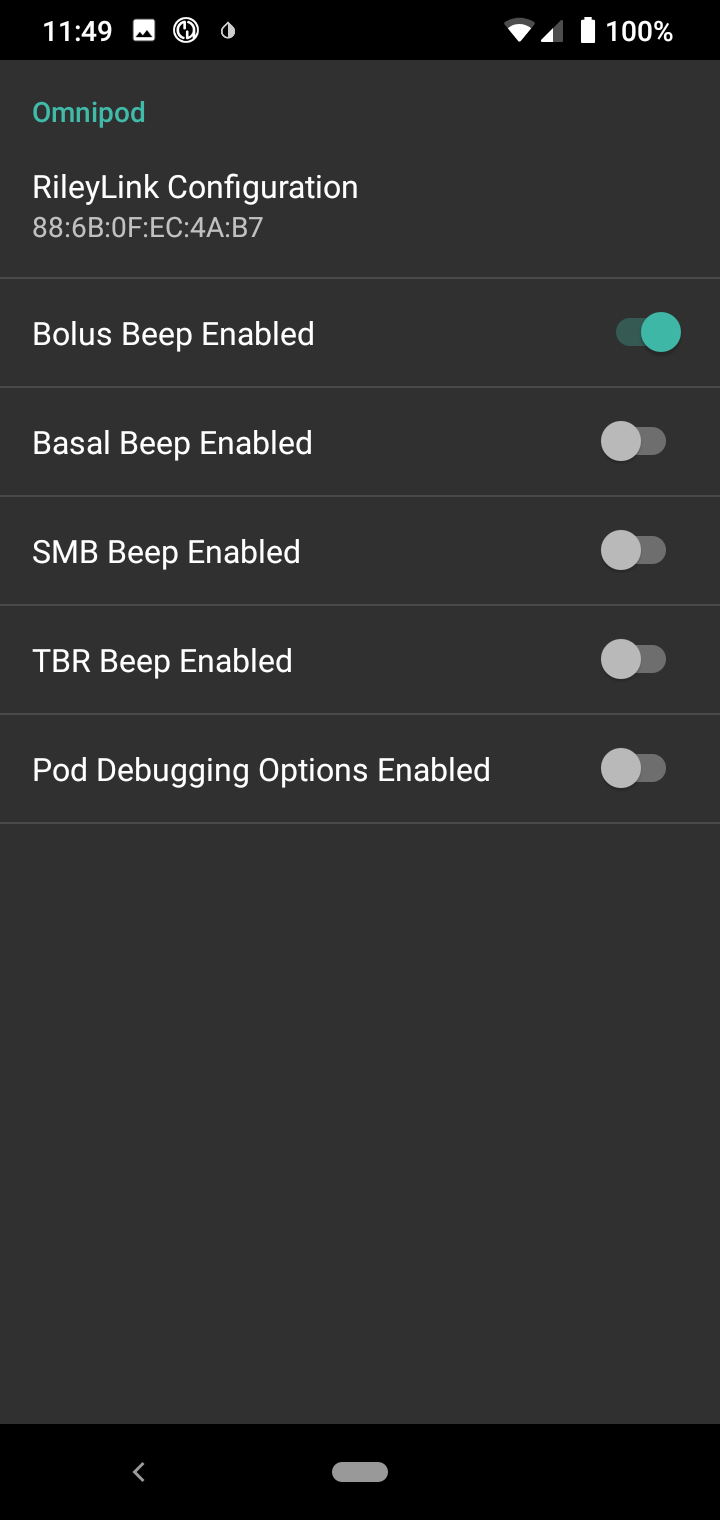 11:49 100%
Omnipod
RileyLink Configuration
88:6B:0F:EC:4A:B7
Bolus Beep Enabled
Basal Beep Enabled
SMB Beep Enabled
TBR Beep Enabled
Pod Debugging Options Enabled